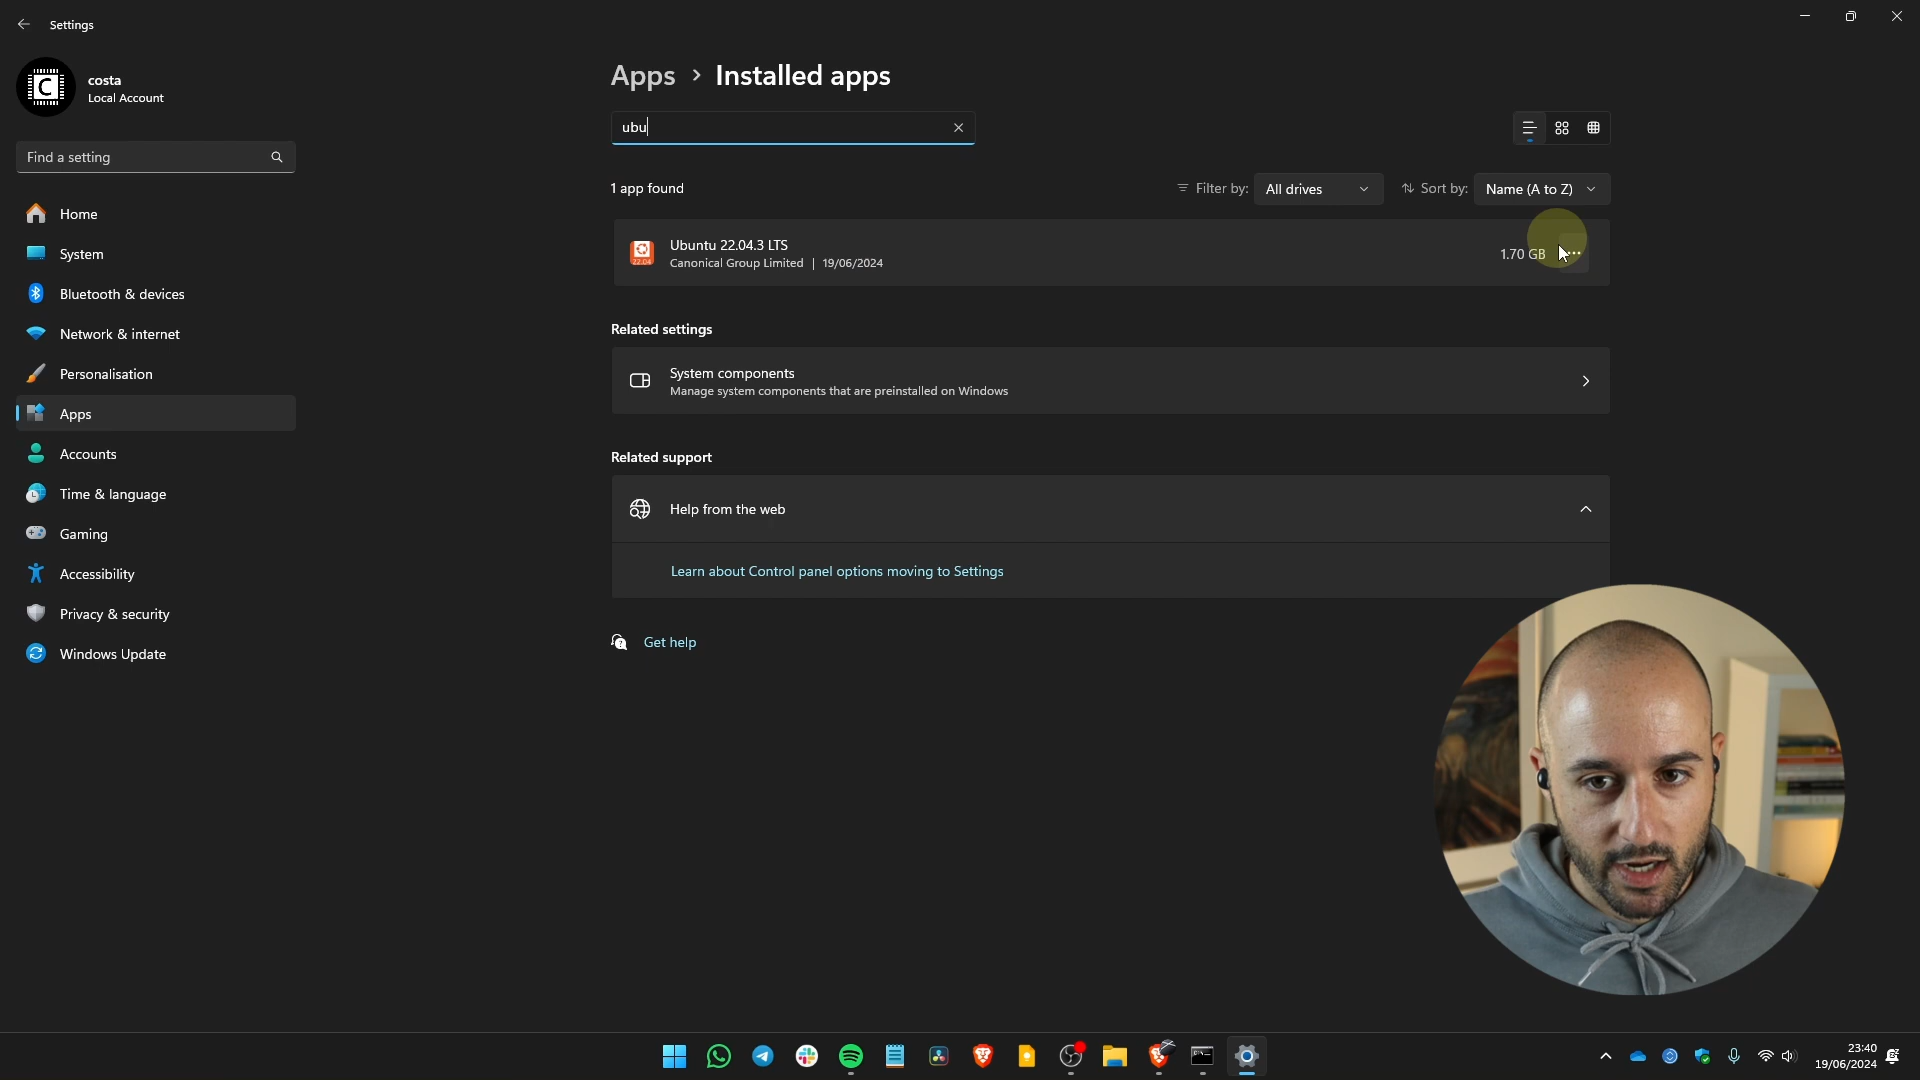 Settings
costa
Local Account
Find a setting
Home
System
Bluetooth & devices
Network & internet
Personalisation
Apps
Accounts
Time & language
Gaming
Accessibility
Privacy & security
Windows Update
Apps > Installed apps
ubu
1 app found
Filter by: All drives
Sort by: Name (A to Z)
Ubuntu 22.04.3 LTS
Canonical Group Limited | 19/06/2024
1.70 GB
22.04
Related settings
System components
Manage system components that are preinstalled on Windows
Related support
Help from the web
Learn about Control panel options moving to Settings
Get help
23:40
19/06/2024